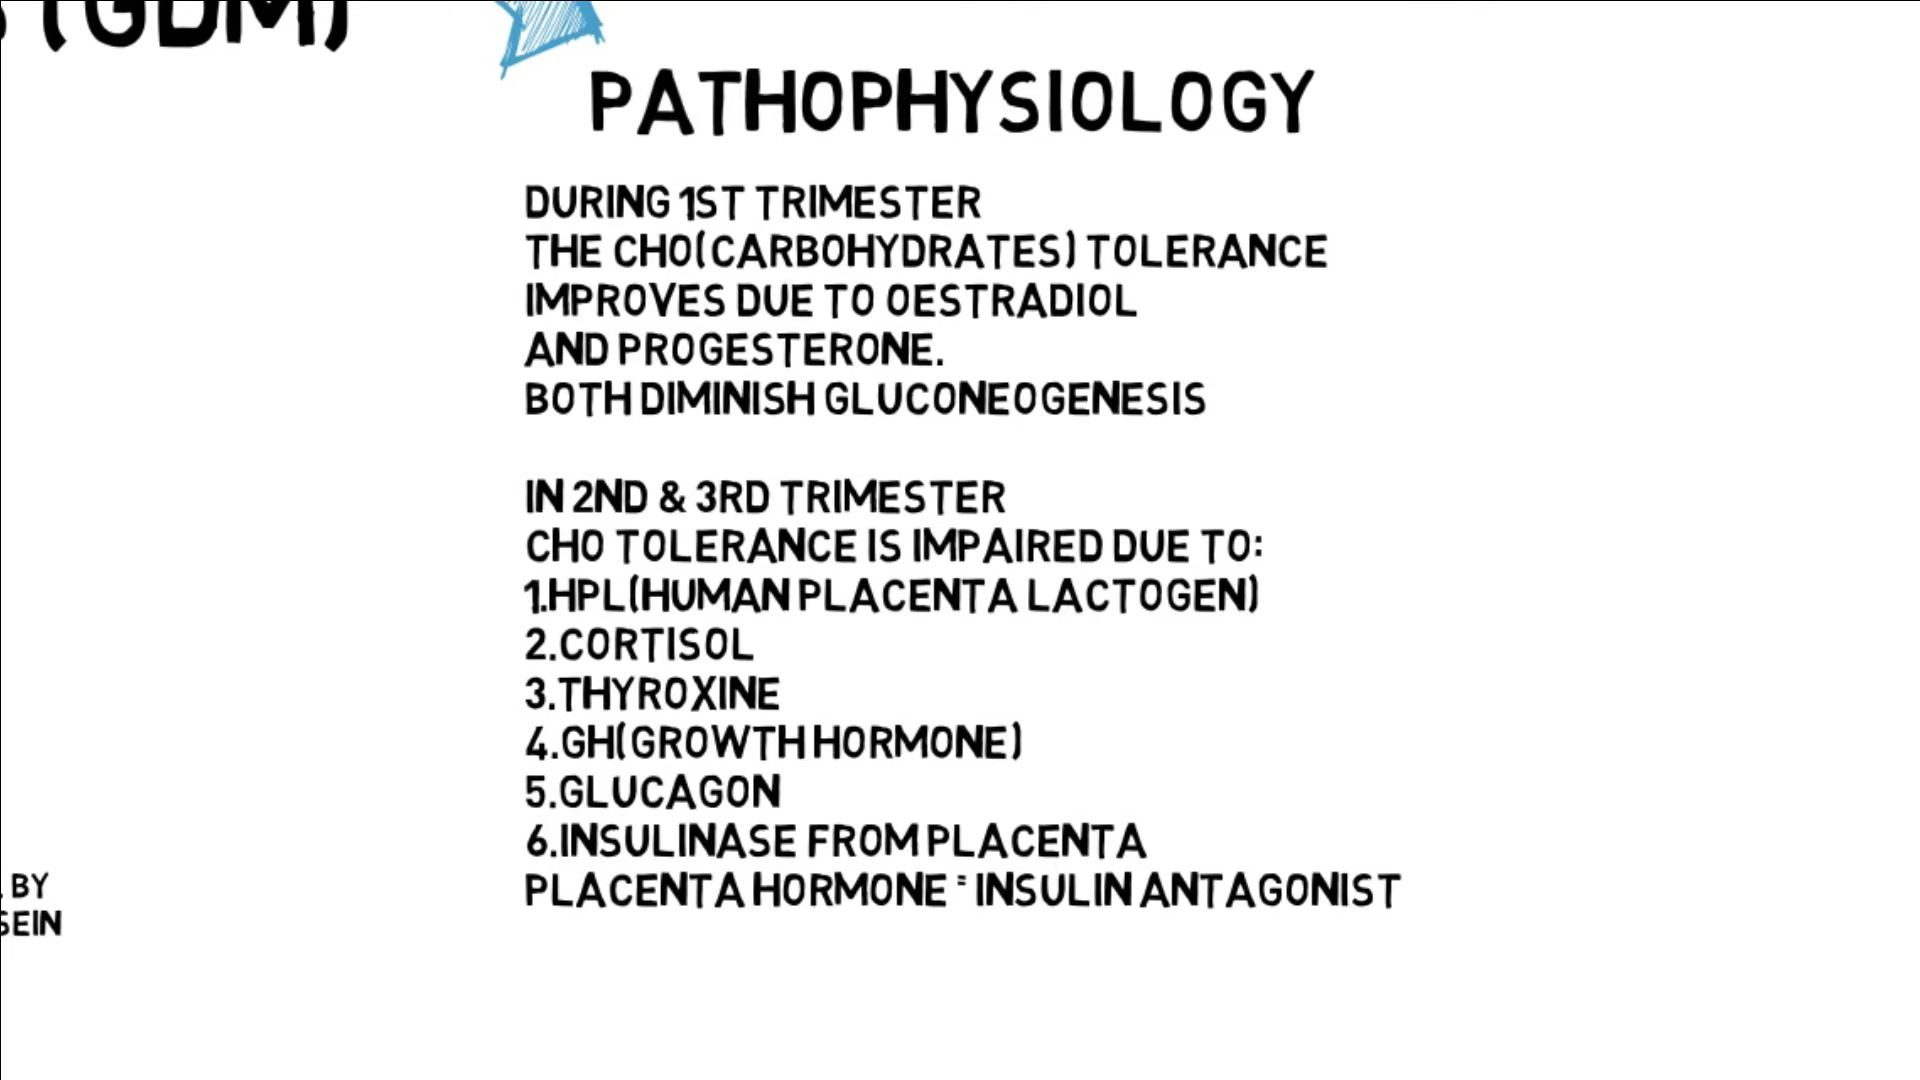 (GDM)
PATHOPHYSIOLOGY
DURING 1ST TRIMESTER
THE CHO(CARBOHYDRATES) TOLERANCE
IMPROVES DUE TO OESTRADIOL
AND PROGESTERONE.
BOTH DIMINISH GLUCONEOGENESIS
IN 2ND & 3RD TRIMESTER
CHO TOLERANCE IS IMPAIRED DUE TO:
1.HPL(HUMAN PLACENTA LACTOGEN)
2.CORTISOL
3.THYROXINE
4.GH(GROWTH HORMONE)
5.GLUCAGON
6.INSULINASE FROM PLACENTA
PLACENTA HORMONE = INSULIN ANTAGONIST
BY
SEIN